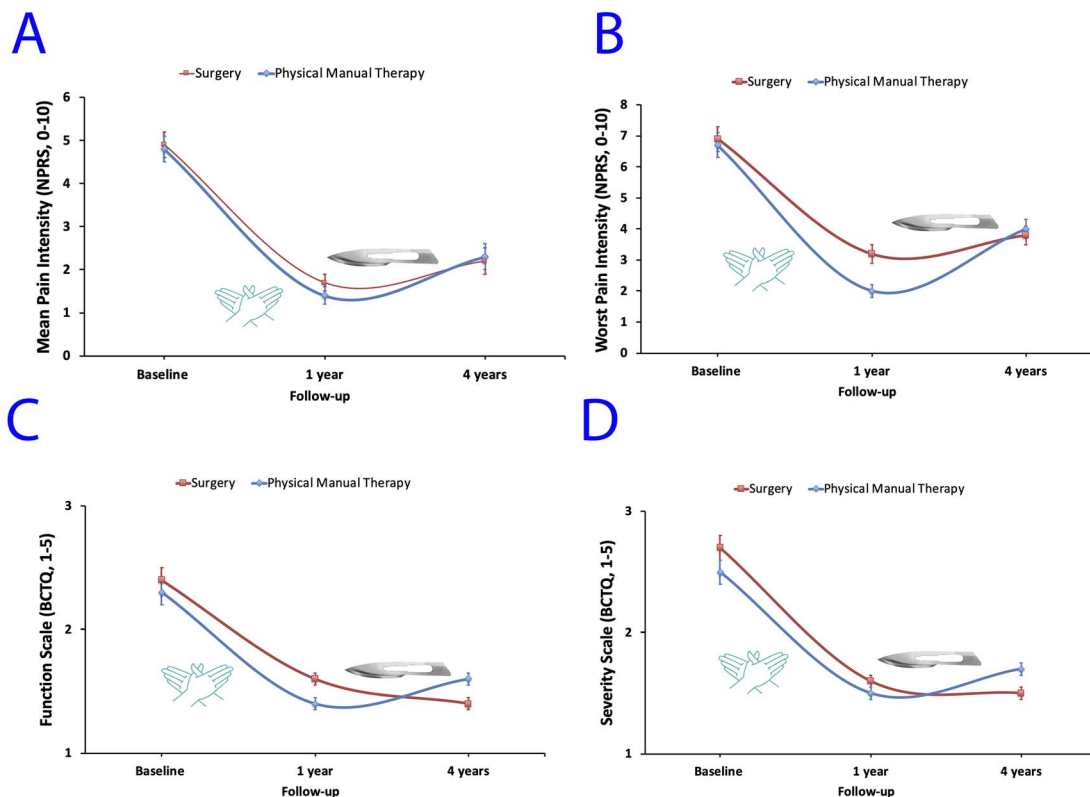 A
Surgery Physical Manual Therapy
Mean Pain Intensity (NPRS, 0-10)
6
5
4
3
2
1
0
Baseline 1 year 4 years
Follow-up
B
Surgery Physical Manual Therapy
Worst Pain Intensity (NPRS, 0-10)
8
7
6
5
4
3
2
1
0
Baseline 1 year 4 years
Follow-up
C
Surgery Physical Manual Therapy
Function Scale (BCTQ, 1-5)
3
2
1
Baseline 1 year 4 years
Follow-up
D
Surgery Physical Manual Therapy
Severity Scale (BCTQ, 1-5)
3
2
1
Baseline 1 year 4 years
Follow-up